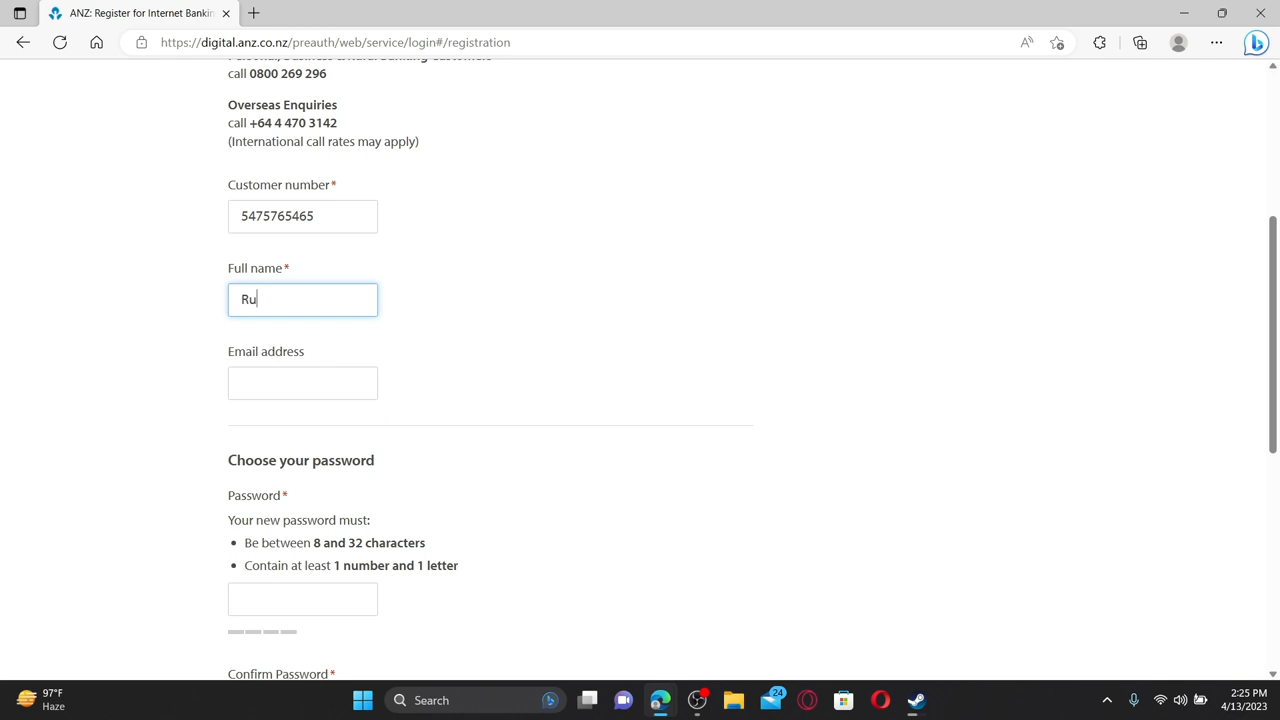 ANZ: Register for Internet Bankin
https://digital.anz.co.nz/preauth/web/service/login#/registration
call 0800 269 296
Overseas Enquiries
call +64 4 470 3142
(International call rates may apply)
Customer number*
5475765465
Full name*
Ru
Email address
Choose your password
Password*
Your new password must:
• Be between 8 and 32 characters
• Contain at least 1 number and 1 letter
Confirm Password*
97°F
Haze
Search
24
2:25 PM
4/13/2023